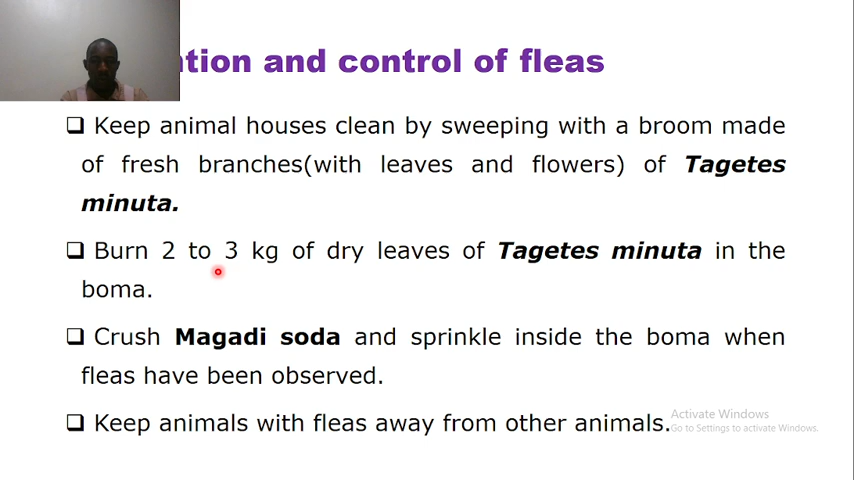 and control of fleas
❑ Keep animal houses clean by sweeping with a broom made
of fresh branches(with leaves and flowers) of Tagetes
minuta.
❑ Burn 2 to 3 kg of dry leaves of Tagetes minuta in the
boma.
❑ Crush Magadi soda and sprinkle inside the boma when
fleas have been observed.
❑ Keep animals with fleas away from other animals.
Activate Windows
Go to Settings to activate Windows.